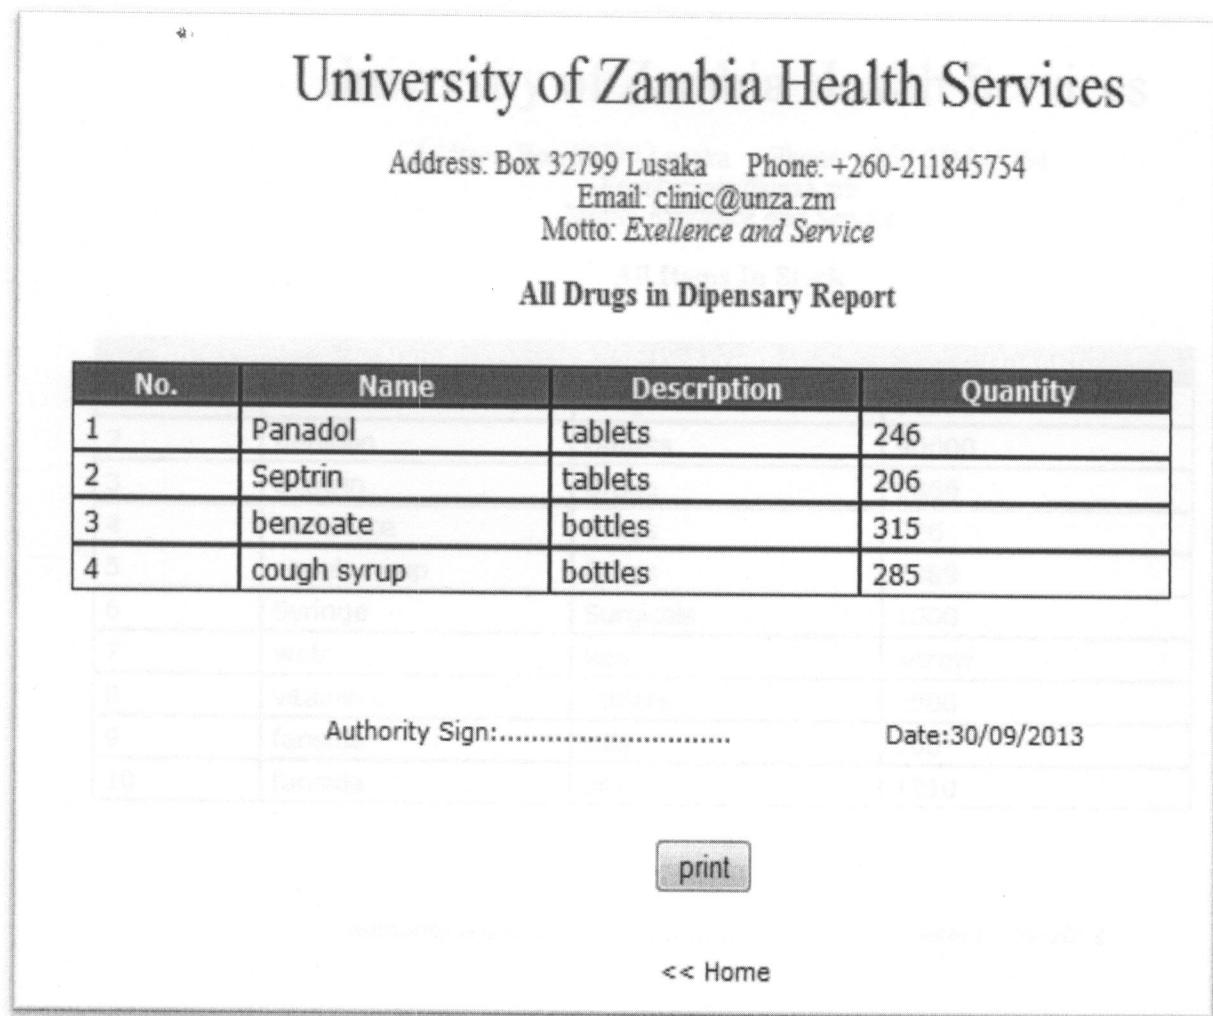 University of Zambia Health Services
Address: Box 32799 Lusaka Phone: +260-211845754
Email: clinic@unza.zm
Motto: Exellence and Service
All Drugs in Dipensary Report
No. Name Description Quantity
1 Panadol tablets 246
2 Septrin tablets 206
3 benzoate bottles 315
4 cough syrup bottles 285
Authority Sign:.............................. Date:30/09/2013
print
<< Home